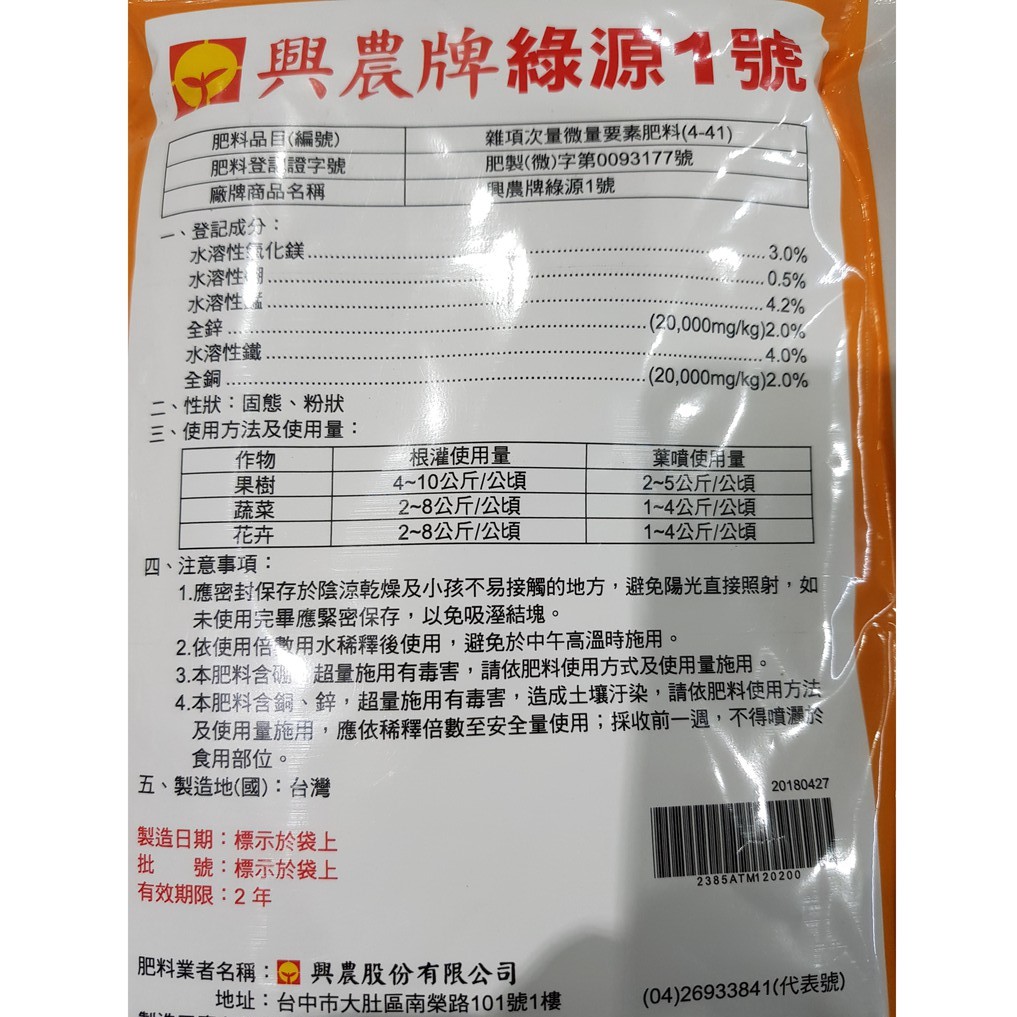 興農牌綠源1號
肥料品目(編號) 雜項次量微量要素肥料(4-41)
肥料登記證字號 肥製(微)字第0093177號
廠牌商品名稱 興農牌綠源1號
一、登記成分：
水溶性氧化鎂 3.0%
水溶性硼 0.5%
水溶性錳 4.2%
全鋅 (20,000mg/kg)2.0%
水溶性鐵 4.0%
全銅 (20,000mg/kg)2.0%
二、性狀：固態、粉狀
三、使用方法及使用量：
作物 根灌使用量 葉噴使用量
果樹 4~10公斤/公頃 2~5公斤/公頃
蔬菜 2~8公斤/公頃 1~4公斤/公頃
花卉 2~8公斤/公頃 1~4公斤/公頃
四、注意事項：
1.應密封保存於陰涼乾燥及小孩不易接觸的地方，避免陽光直接照射，如
未使用完畢應緊密保存，以免吸溼結塊。
2.依使用倍數用水稀釋後使用，避免於中午高溫時施用。
3.本肥料含硼，超量施用有毒害，請依肥料使用方式及使用量施用。
4.本肥料含銅、鋅，超量施用有毒害，造成土壤汙染，請依肥料使用方法
及使用量施用，應依稀釋倍數至安全量使用；採收前一週，不得噴灑於
食用部位。
五、製造地(國)：台灣
20180427
2385ATM120200
製造日期：標示於袋上
批 號：標示於袋上
有效期限：2 年
肥料業者名稱：興農股份有限公司
地址：台中市大肚區南榮路101號1樓
(04)26933841(代表號)